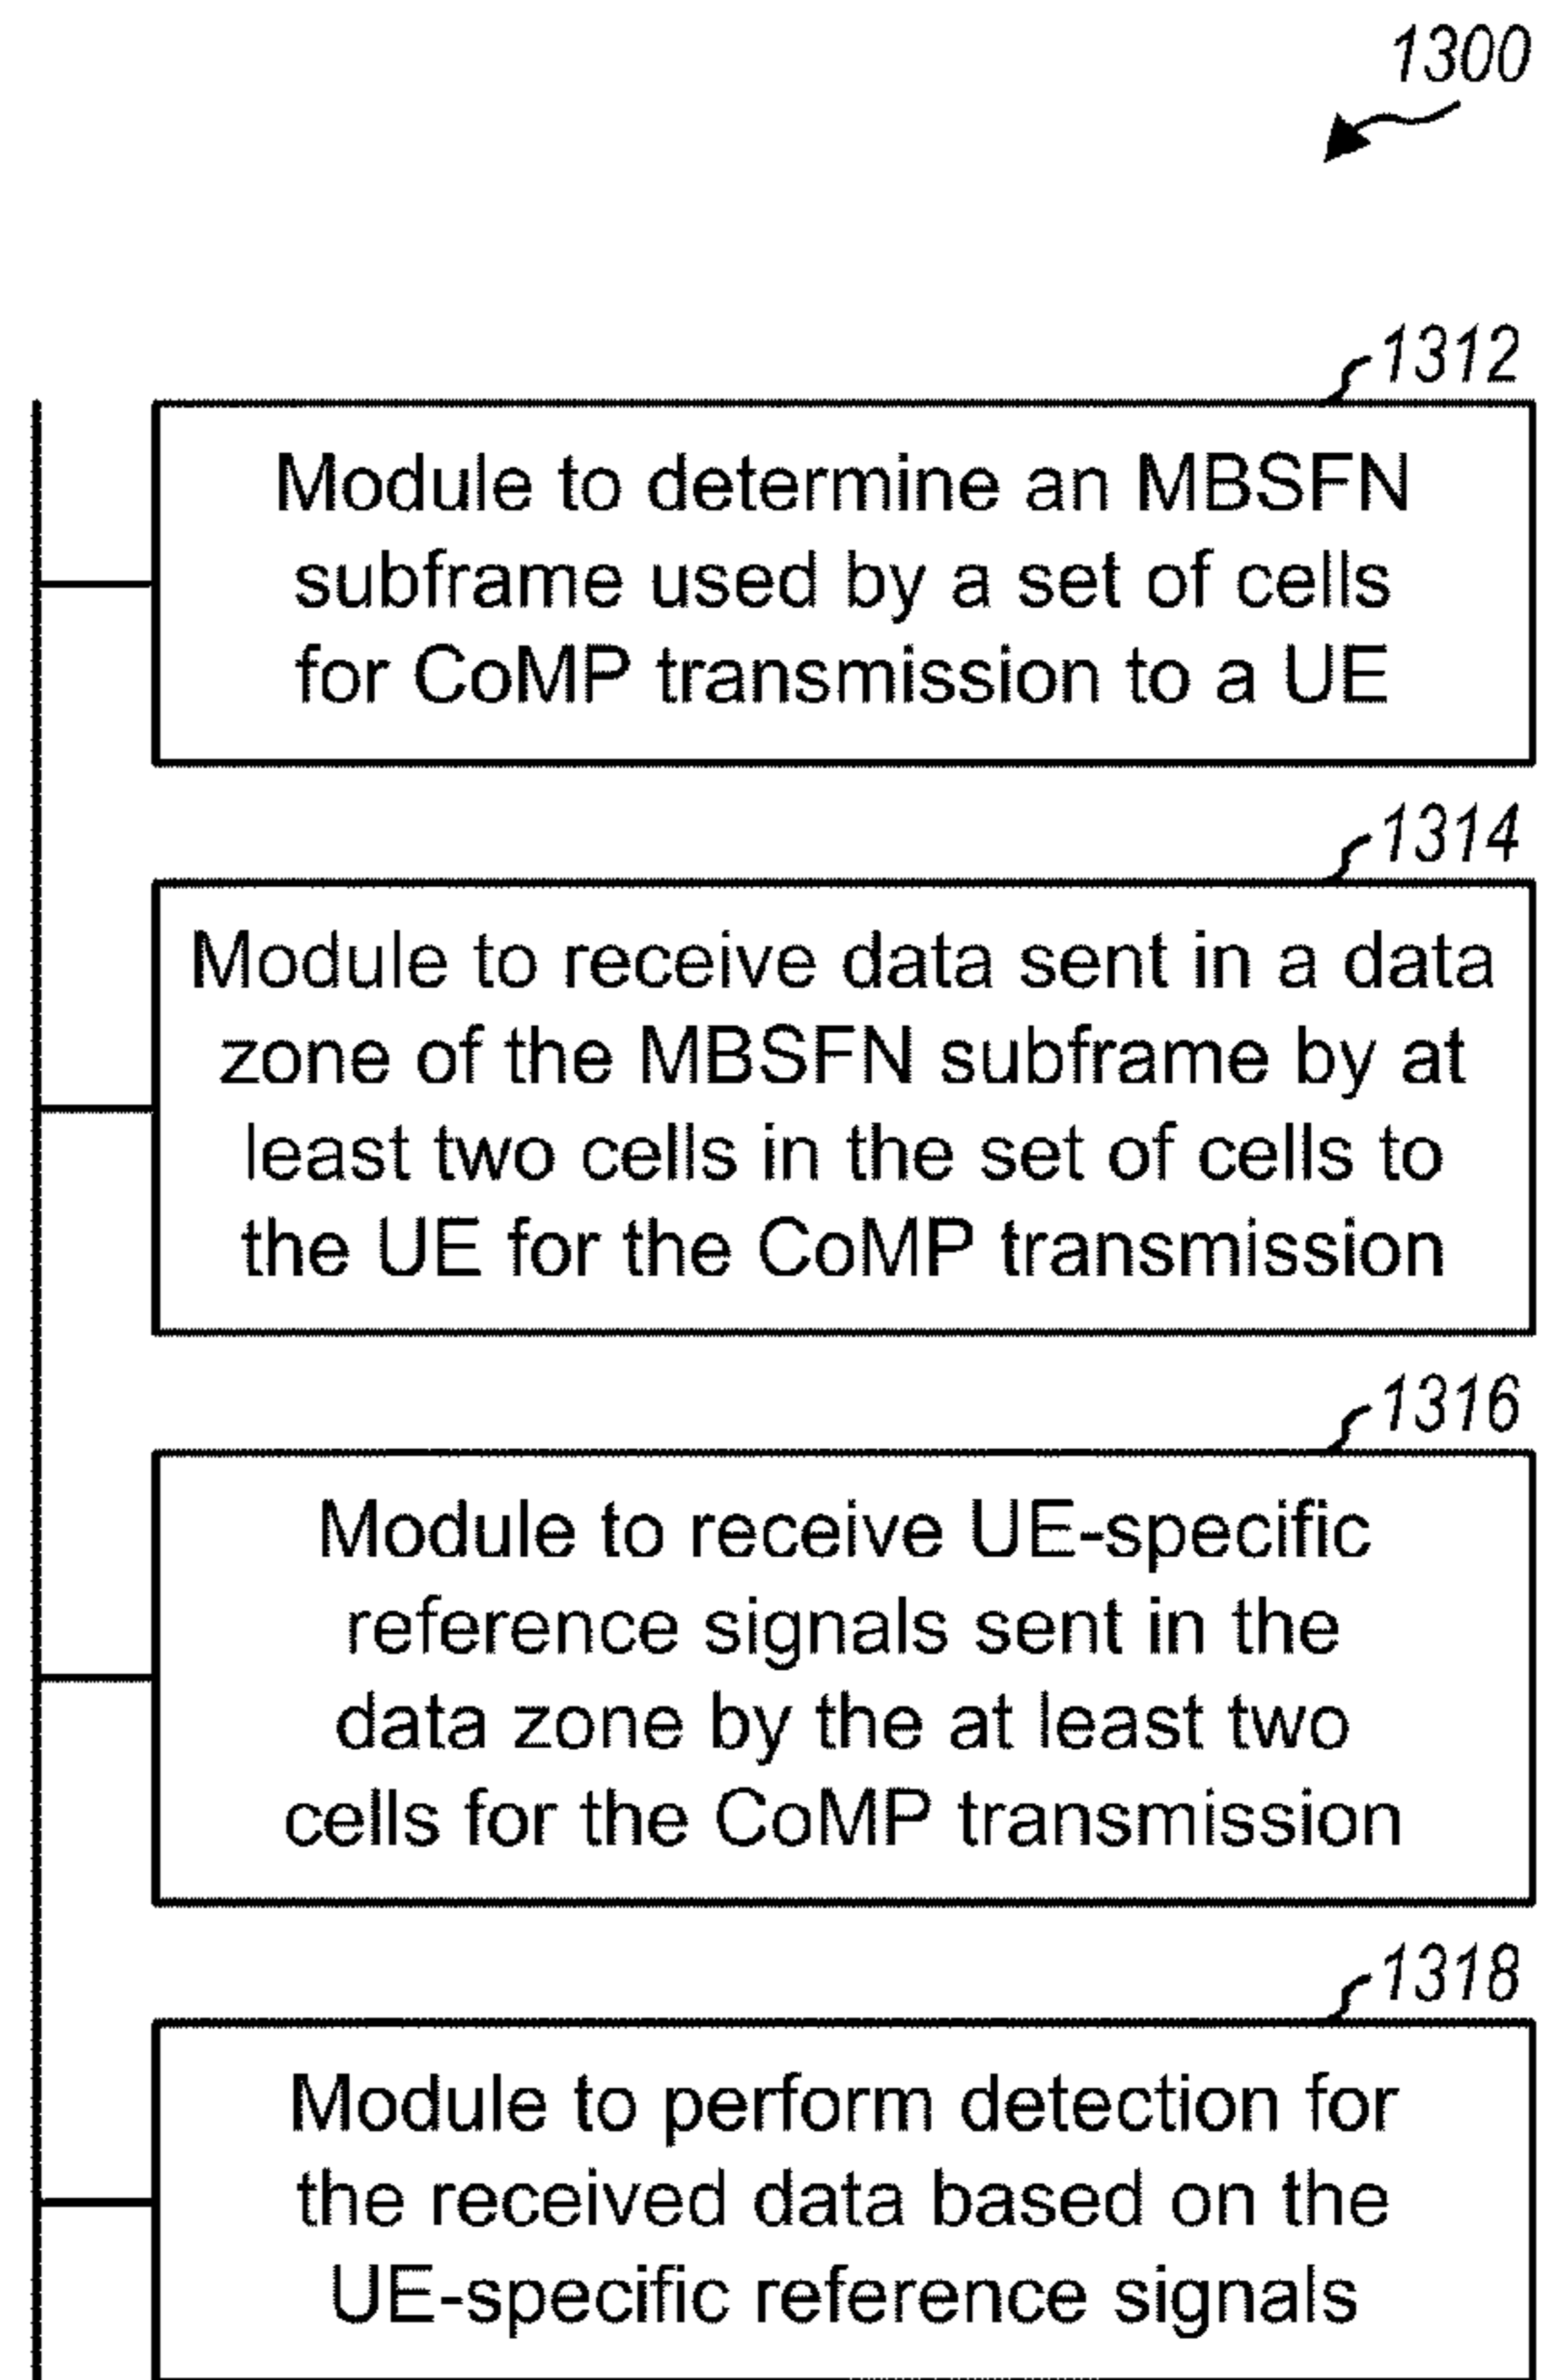 1300
1312
Module to determine an MBSFN
subframe used by a set of cells
for CoMP transmission to a UE
1314
Module to receive data sent in a data
zone of the MBSFN subframe by at
least two cells in the set of cells to
the UE for the CoMP transmission
1316
Module to receive UE-specific
reference signals sent in the
data zone by the at least two
cells for the CoMP transmission
1318
Module to perform detection for
the received data based on the
UE-specific reference signals